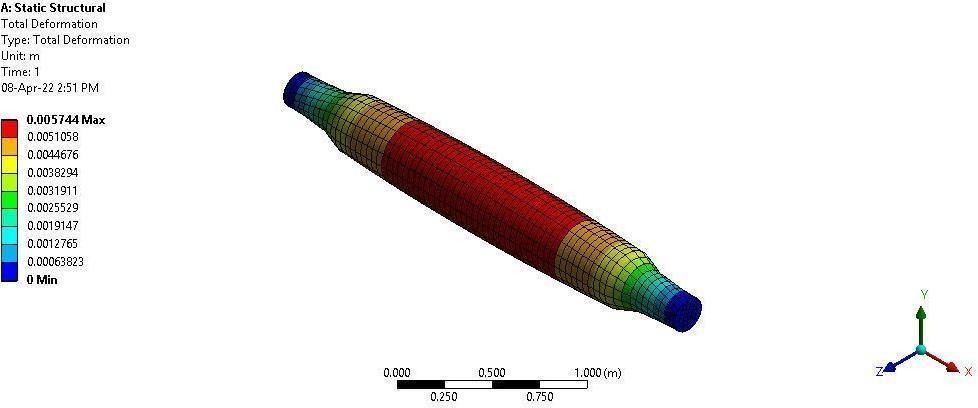 A: Static Structural
Total Deformation
Type: Total Deformation
Unit: m
Time: 1
08-Apr-22 2:51 PM
0.005744 Max
0.0051058
0.0044676
0.0038294
0.0031911
0.0025529
0.0019147
0.0012765
0.00063823
0 Min
0.000 0.500 1.000 (m)
0.250 0.750
Y
Z X